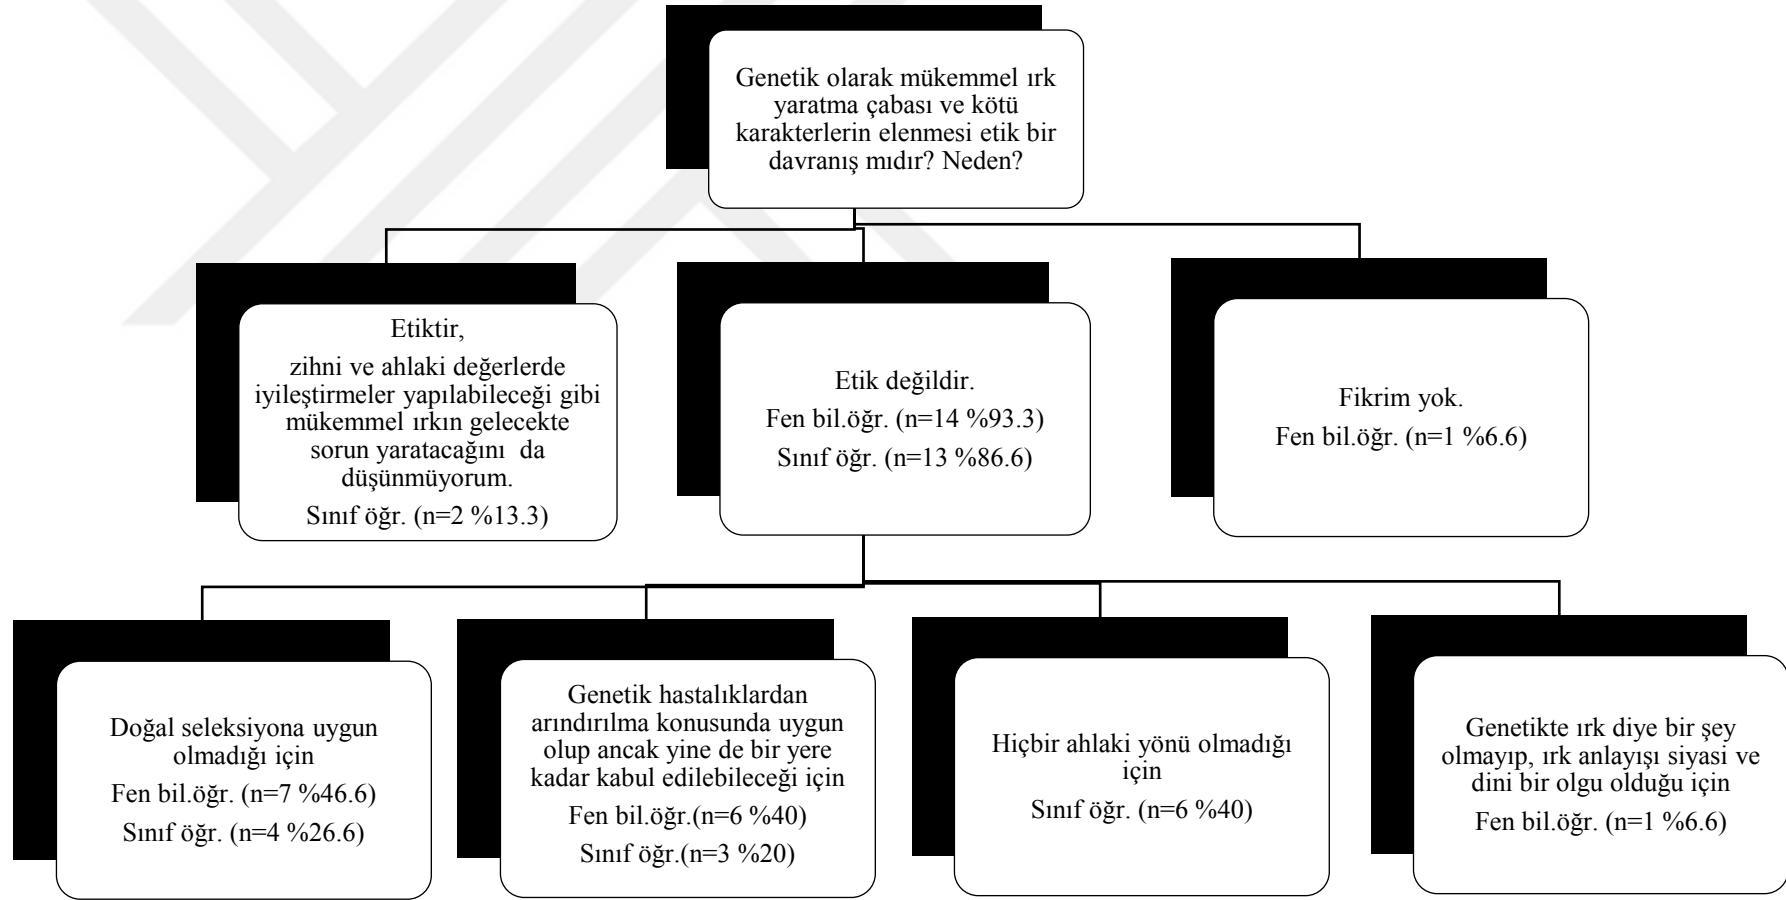 Genetik olarak mükemmel ırk
yaratma çabası ve kötü
karakterlerin elenmesi etik bir
davranış mıdır? Neden?
Etiktir,
zihni ve ahlaki değerlerde
iyileştirmeler yapılabileceği gibi
mükemmel ırkın gelecekte
sorun yaratacağını da
düşünmüyorum.
Sınıf öğr. (n=2 %13.3)
Etik değildir.
Fen bil.öğr. (n=14 %93.3)
Sınıf öğr. (n=13 %86.6)
Fikrim yok.
Fen bil.öğr. (n=1 %6.6)
Doğal seleksiyona uygun
olmadığı için
Fen bil.öğr. (n=7 %46.6)
Sınıf öğr. (n=4 %26.6)
Genetik hastalıklardan
arındırılma konusunda uygun
olup ancak yine de bir yere
kadar kabul edilebileceği için
Fen bil.öğr.(n=6 %40)
Sınıf öğr.(n=3 %20)
Hiçbir ahlaki yönü olmadığı
için
Sınıf öğr. (n=6 %40)
Genetikte ırk diye bir şey
olmayıp, ırk anlayışı siyasi ve
dini bir olgu olduğu için
Fen bil.öğr. (n=1 %6.6)